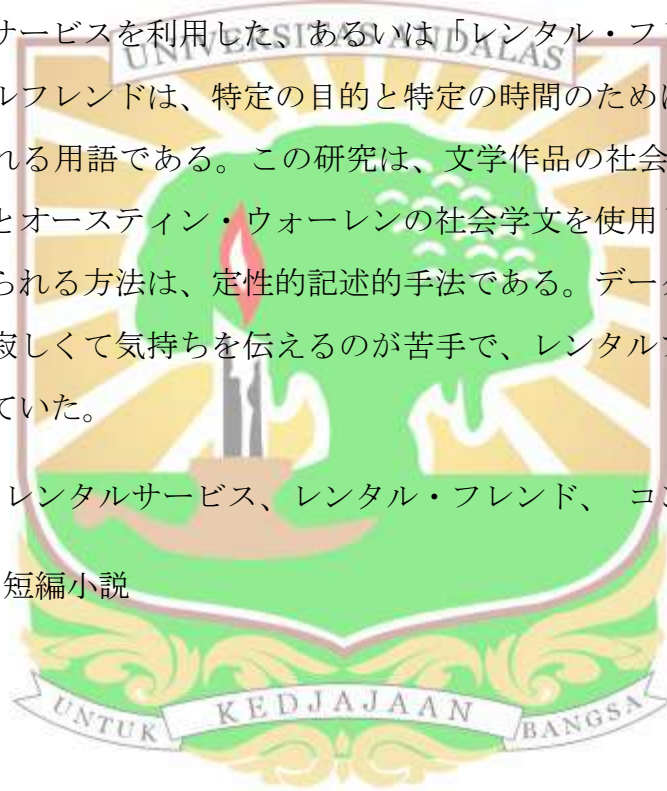 サービスを利用した、あるいは「レンタル・フ
UNIVERSITAS ANDALAS
ルフレンドは、特定の目的と特定の時間のために
れる用語である。この研究は、文学作品の社会
とオースティン・ウォーレンの社会学文を使用し
られる方法は、定性的記述的手法である。データ
寂しくて気持ちを伝えるのが苦手で、レンタルフ
ていた。
レンタルサービス、レンタル・フレンド、 コン
短編小説
UNTUK KEDJAJAAN BANGSA